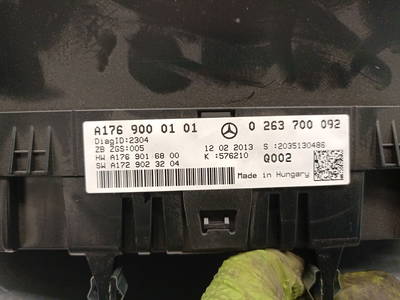 A176 900 01 01 0 263 700 092
DiagID:2304
ZB ZGS:005 12 02 2013 S :2035130486
HW A176 901 68 00 K :576210 Q002
SW A172 902 32 04
Made in Hungary